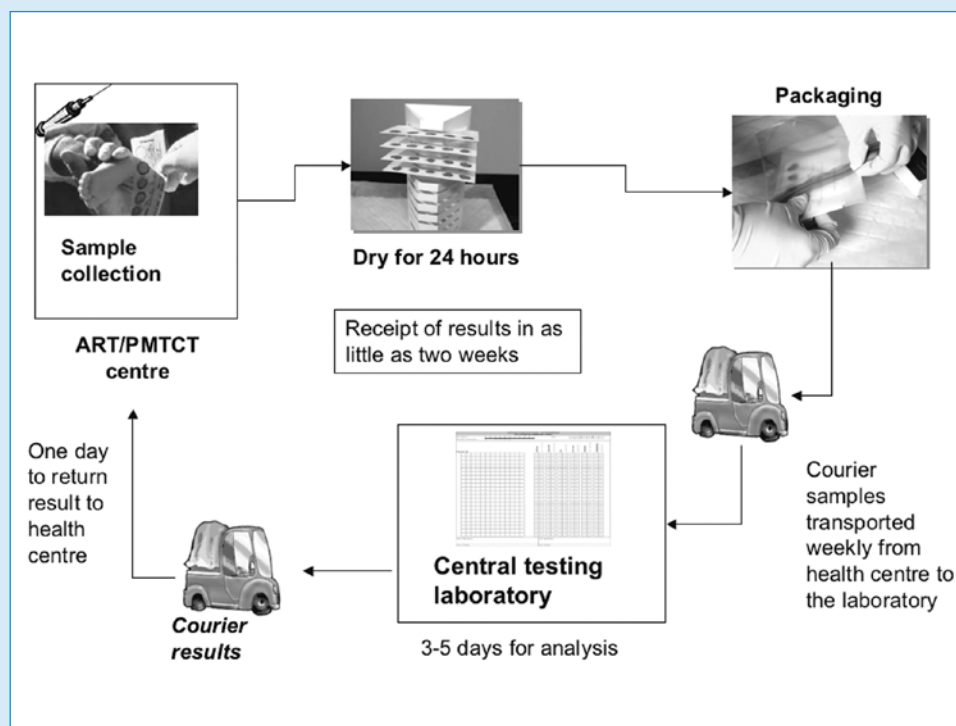 Packaging
Sample
collection
Dry for 24 hours
ART/PMTCT
centre
Receipt of results in as
little as two weeks
One day
to return
result to
health
centre
Courier
samples
transported
weekly from
health centre to
the laboratory
Central testing
laboratory
Courier
results
3-5 days for analysis